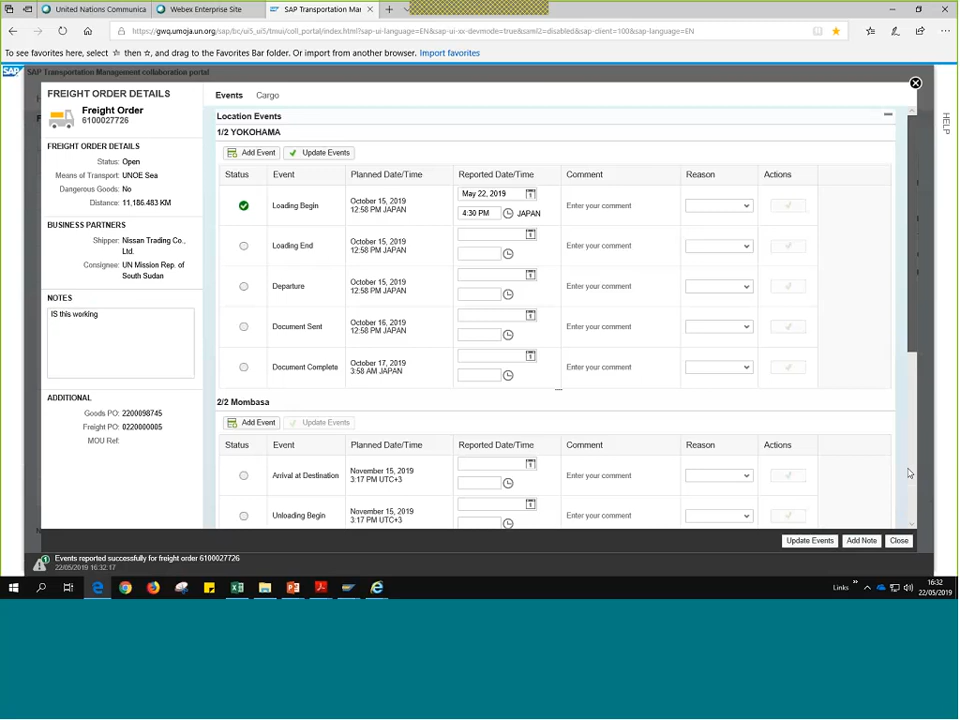 United Nations Communica
Webex Enterprise Site
SAP Transportation Mar
https://gwq.umoja.un.org/sap/bc/ui5_ui5/tmui/coll_portal/index.html?sap-ui-language=EN&sap-ui-xx-devmode=true&saml2=disabled&sap-client=100&sap-language=EN
To see favorites here, select ☆ then ☆, and drag to the Favorites Bar folder. Or import from another browser. Import favorites
SAP Transportation Management collaboration portal
HELP
FREIGHT ORDER DETAILS
Freight Order
6100027726
FREIGHT ORDER DETAILS
Status: Open
Means of Transport: UNOE Sea
Dangerous Goods: No
Distance: 11,186.483 KM
BUSINESS PARTNERS
Shipper: Nissan Trading Co.,
Ltd.
Consignee: UN Mission Rep. of
South Sudan
NOTES
IS this working
ADDITIONAL
Goods PO: 2200098745
Freight PO: 0220000005
MOU Ref:
Events Cargo
Location Events
1/2 YOKOHAMA
Add Event Update Events
Status Event Planned Date/Time Reported Date/Time Comment Reason Actions
Loading Begin October 15, 2019 12:58 PM JAPAN May 22, 2019 4:30 PM JAPAN Enter your comment
Loading End October 15, 2019 12:58 PM JAPAN Enter your comment
Departure October 15, 2019 12:58 PM JAPAN Enter your comment
Document Sent October 16, 2019 12:58 PM JAPAN Enter your comment
Document Complete October 17, 2019 3:58 AM JAPAN Enter your comment
2/2 Mombasa
Add Event Update Events
Status Event Planned Date/Time Reported Date/Time Comment Reason Actions
Arrival at Destination November 15, 2019 3:17 PM UTC+3 Enter your comment
Unloading Begin November 15, 2019 3:17 PM UTC+3 Enter your comment
Update Events Add Note Close
Events reported successfully for freight order 6100027726
22/05/2019 16:32:17
Links
16:32
22/05/2019